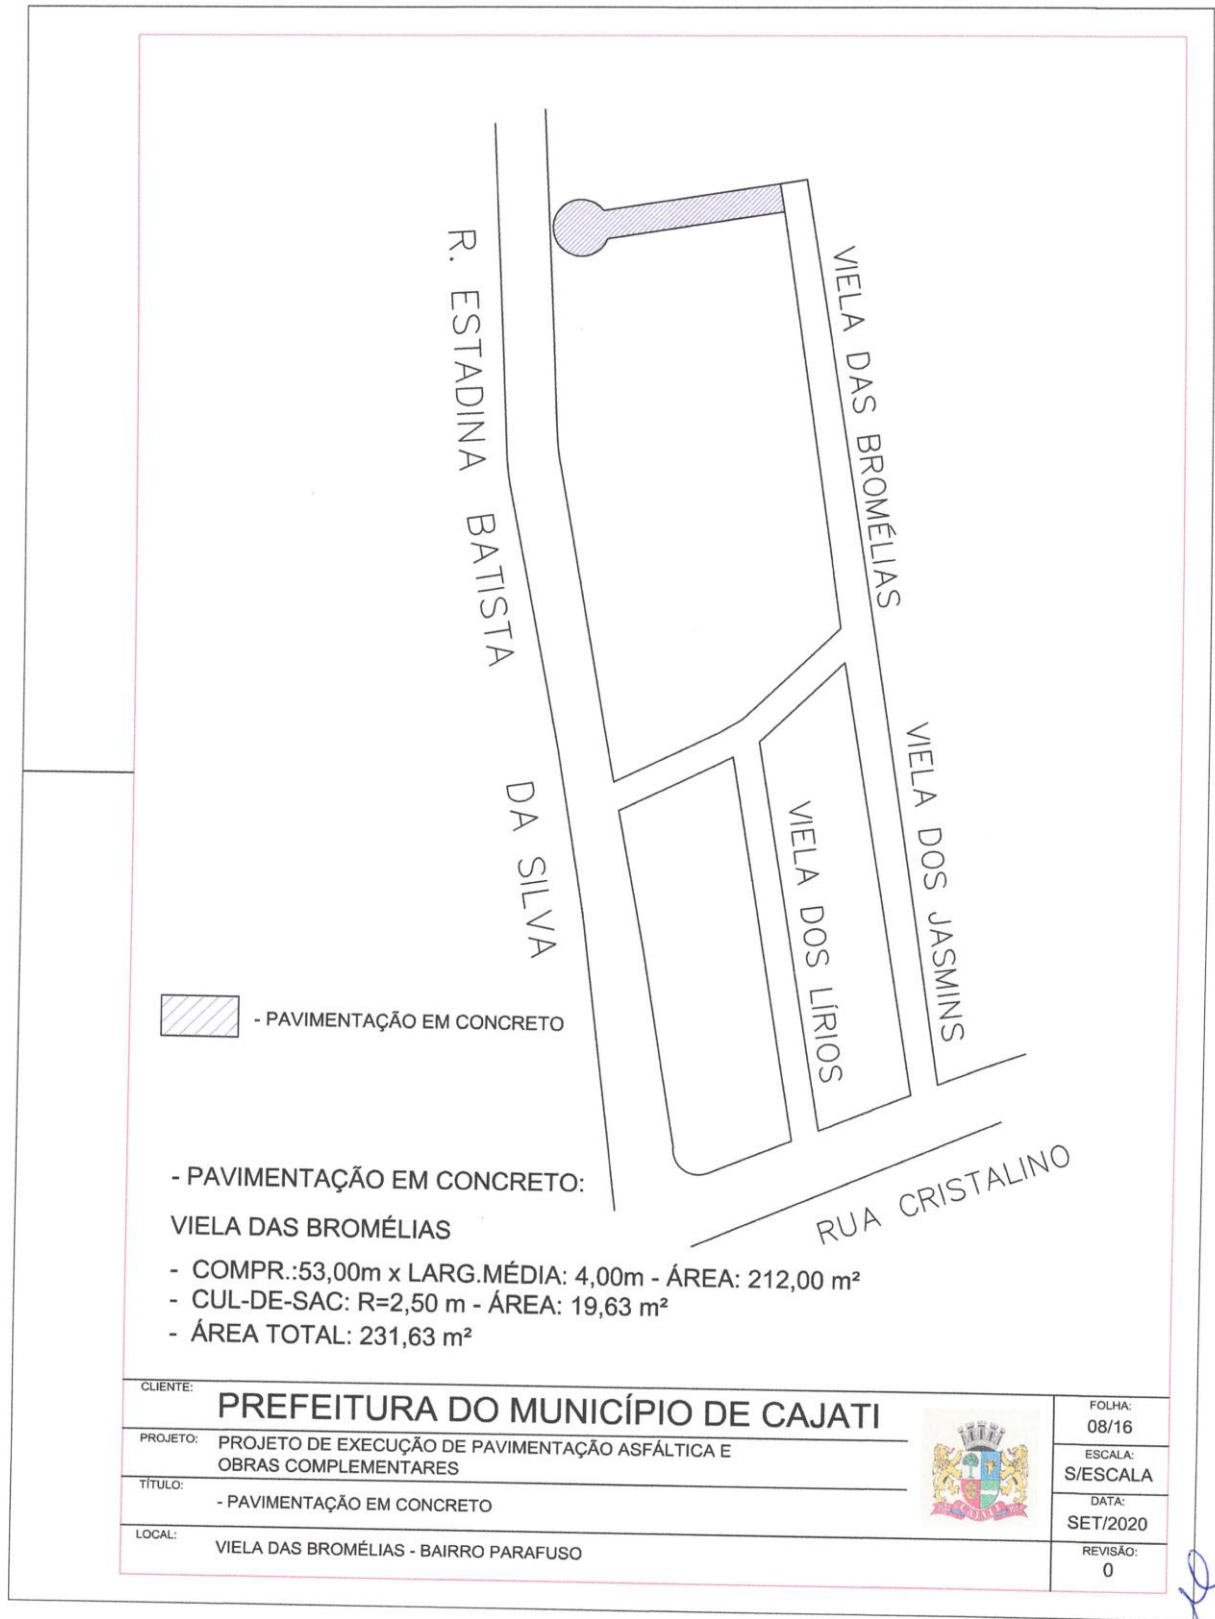 R. ESTADINA BATISTA DA SILVA
VIELA DAS BROMÉLIAS
VIELA DOS JASMINS
VIELA DOS LÍRIOS
RUA CRISTALINO
- PAVIMENTAÇÃO EM CONCRETO
- PAVIMENTAÇÃO EM CONCRETO:
VIELA DAS BROMÉLIAS
- COMPR.:53,00m x LARG.MÉDIA: 4,00m - ÁREA: 212,00 m²
- CUL-DE-SAC: R=2,50 m - ÁREA: 19,63 m²
- ÁREA TOTAL: 231,63 m²
CLIENTE:
PREFEITURA DO MUNICÍPIO DE CAJATI
PROJETO:
PROJETO DE EXECUÇÃO DE PAVIMENTAÇÃO ASFÁLTICA E
OBRAS COMPLEMENTARES
TÍTULO:
- PAVIMENTAÇÃO EM CONCRETO
LOCAL:
VIELA DAS BROMÉLIAS - BAIRRO PARAFUSO
CAJATI
FOLHA:
08/16
ESCALA:
S/ESCALA
DATA:
SET/2020
REVISÃO:
0